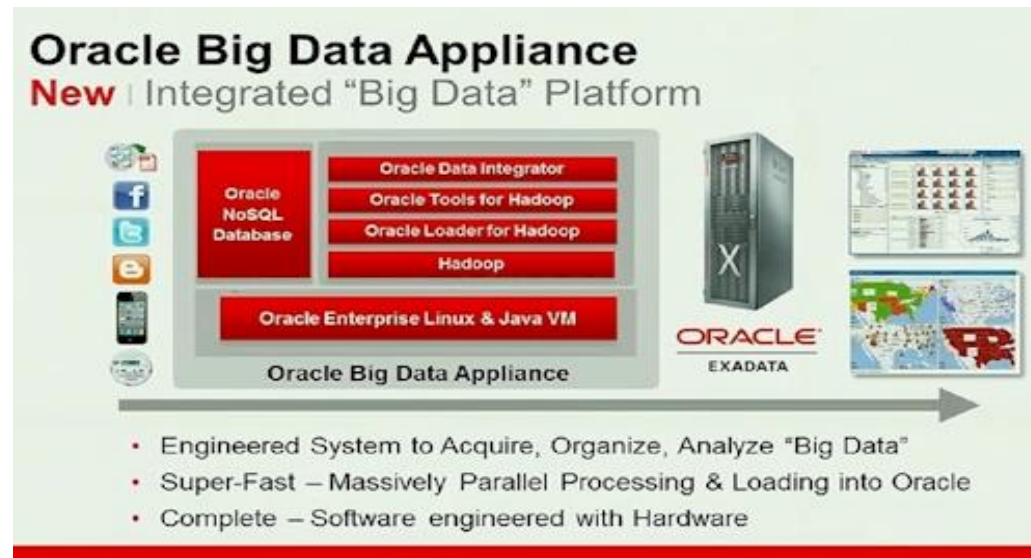 Oracle Big Data Appliance
New | Integrated “Big Data” Platform
Oracle
NoSQL
Database
Oracle Data Integrator
Oracle Tools for Hadoop
Oracle Loader for Hadoop
Hadoop
Oracle Enterprise Linux & Java VM
Oracle Big Data Appliance
X
ORACLE
EXADATA
• Engineered System to Acquire, Organize, Analyze “Big Data”
• Super-Fast – Massively Parallel Processing & Loading into Oracle
• Complete – Software engineered with Hardware